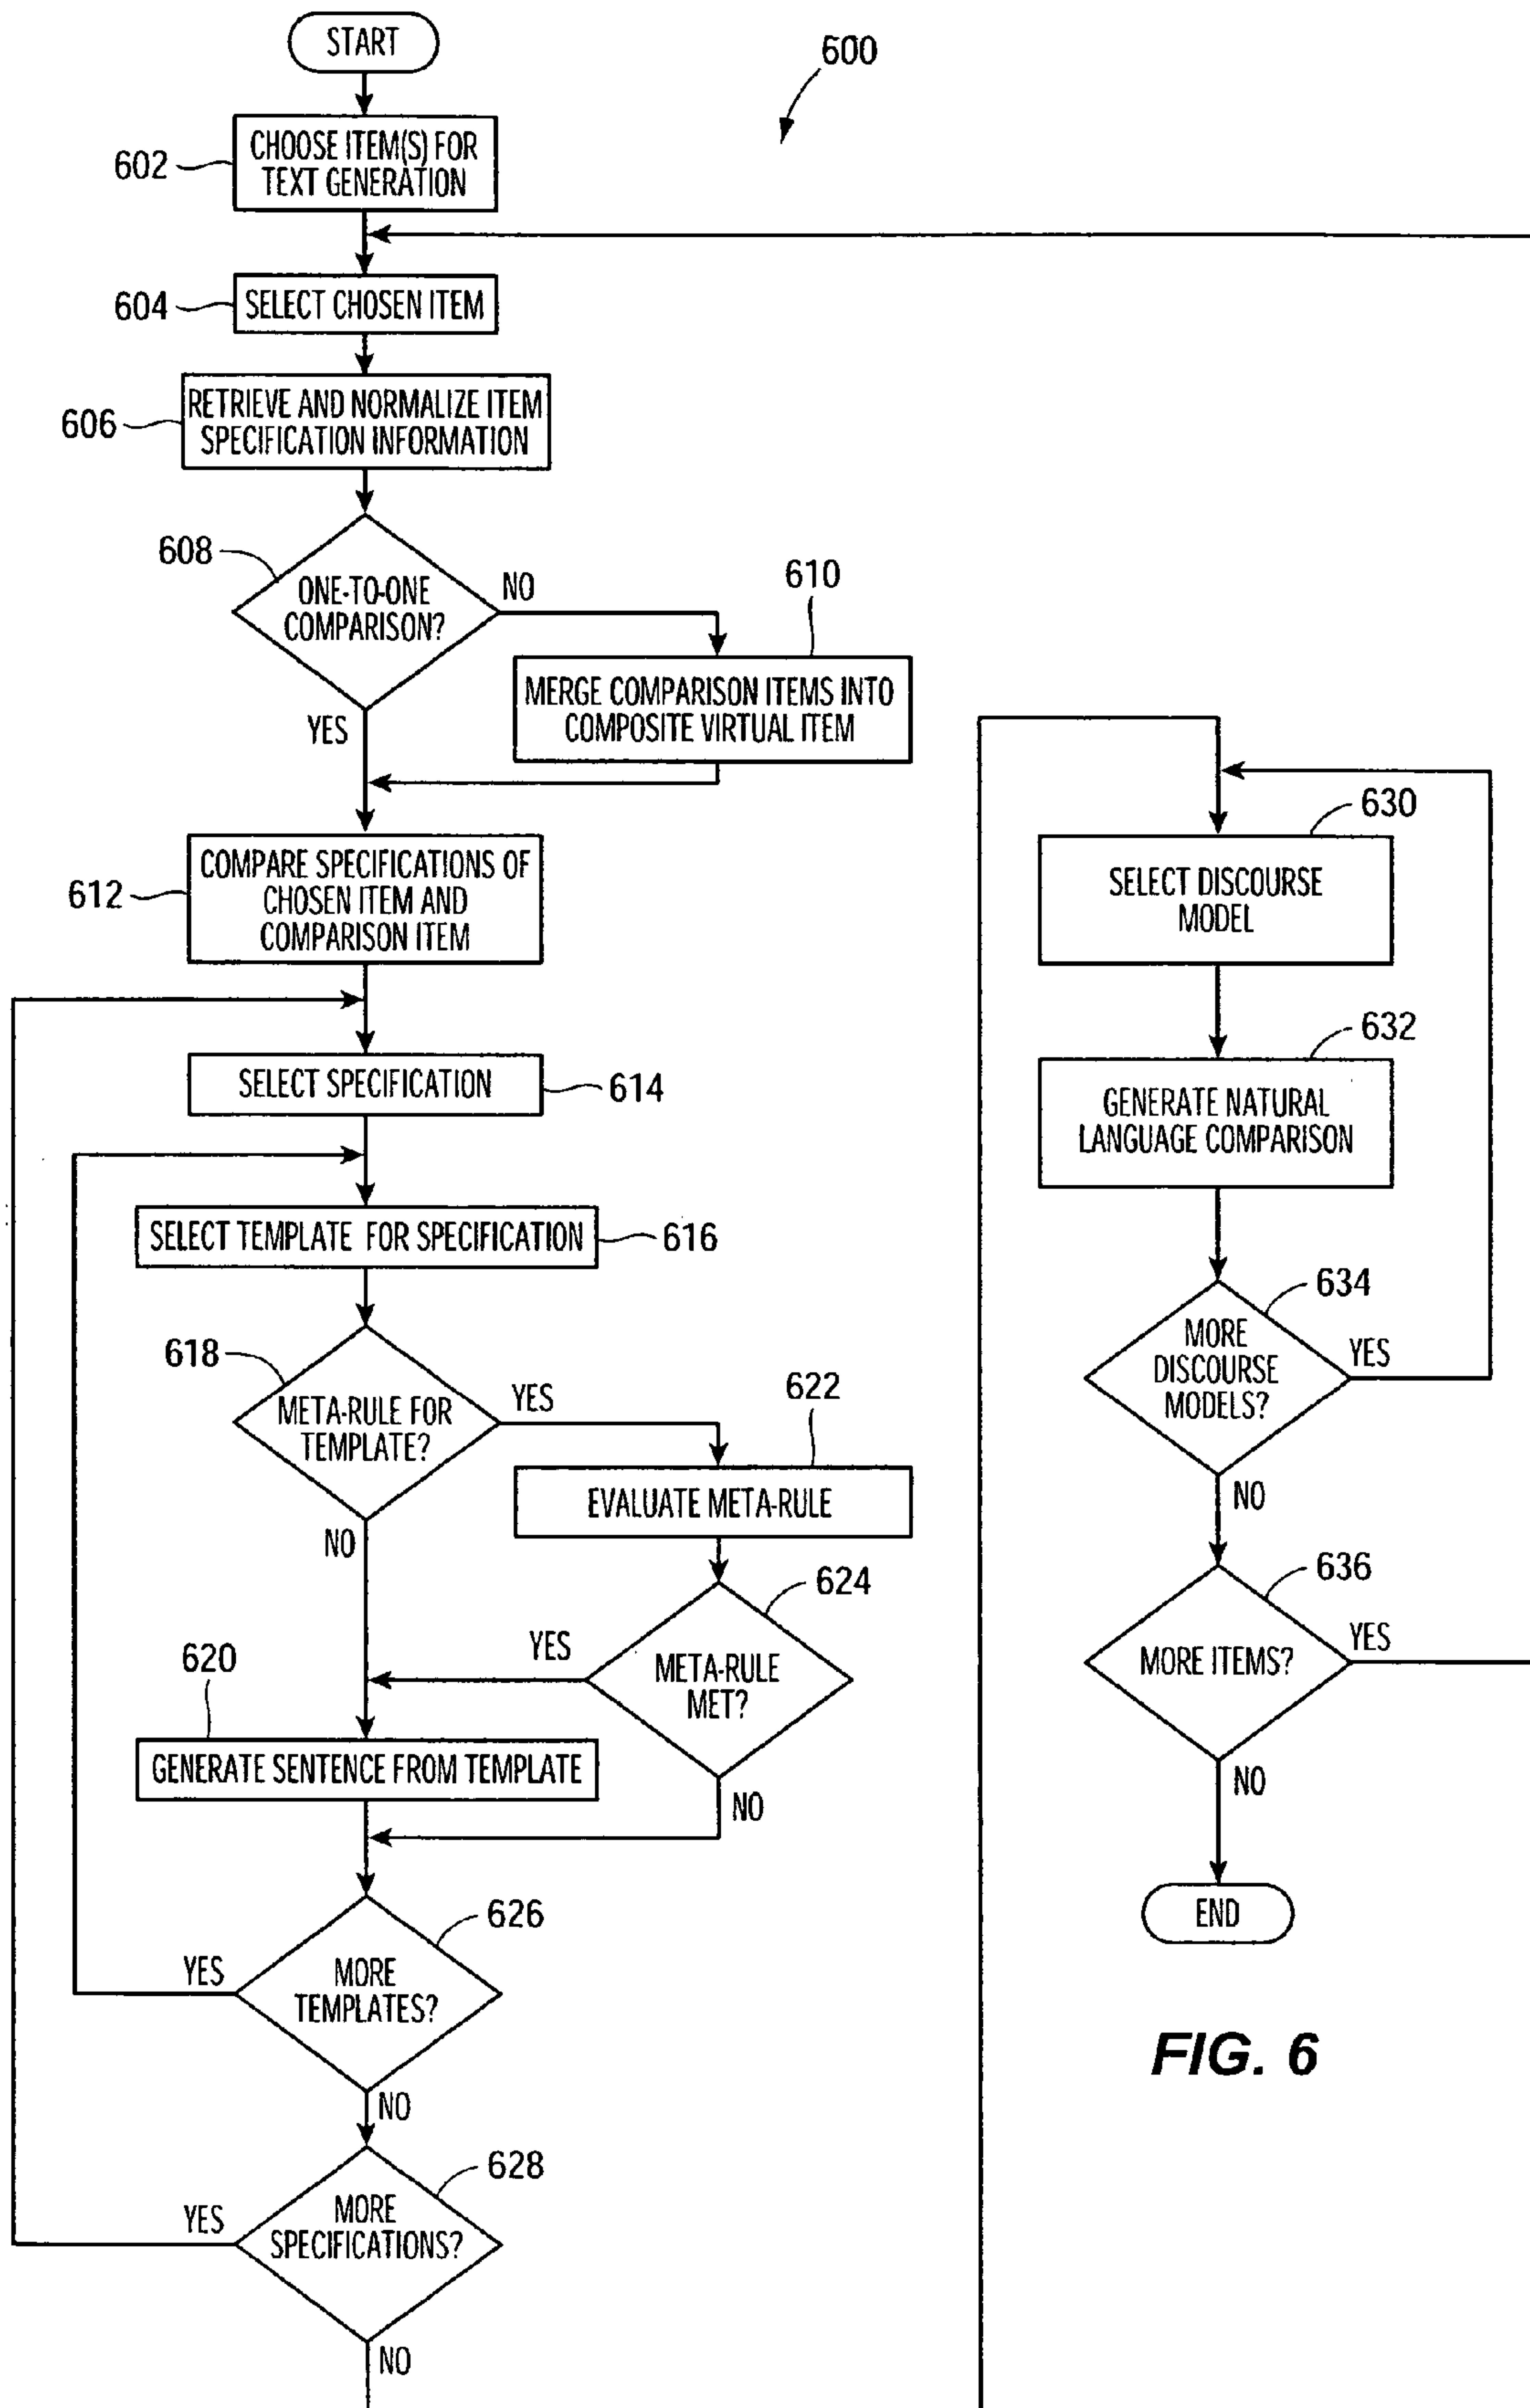 START
600
602
CHOOSE ITEM(S) FOR
TEXT GENERATION
604
SELECT CHOSEN ITEM
606
RETRIEVE AND NORMALIZE ITEM
SPECIFICATION INFORMATION
608
ONE-TO-ONE
COMPARISON?
NO
610
MERGE COMPARISON ITEMS INTO
COMPOSITE VIRTUAL ITEM
YES
612
COMPARE SPECIFICATIONS OF
CHOSEN ITEM AND
COMPARISON ITEM
SELECT SPECIFICATION
614
SELECT TEMPLATE FOR SPECIFICATION
616
618
META-RULE FOR
TEMPLATE?
YES
622
EVALUATE META-RULE
NO
624
META-RULE
MET?
YES
620
GENERATE SENTENCE FROM TEMPLATE
NO
626
MORE
TEMPLATES?
YES
NO
628
MORE
SPECIFICATIONS?
YES
NO
630
SELECT DISCOURSE
MODEL
632
GENERATE NATURAL
LANGUAGE COMPARISON
634
MORE
DISCOURSE
MODELS?
YES
NO
636
MORE ITEMS?
YES
NO
END
FIG. 6